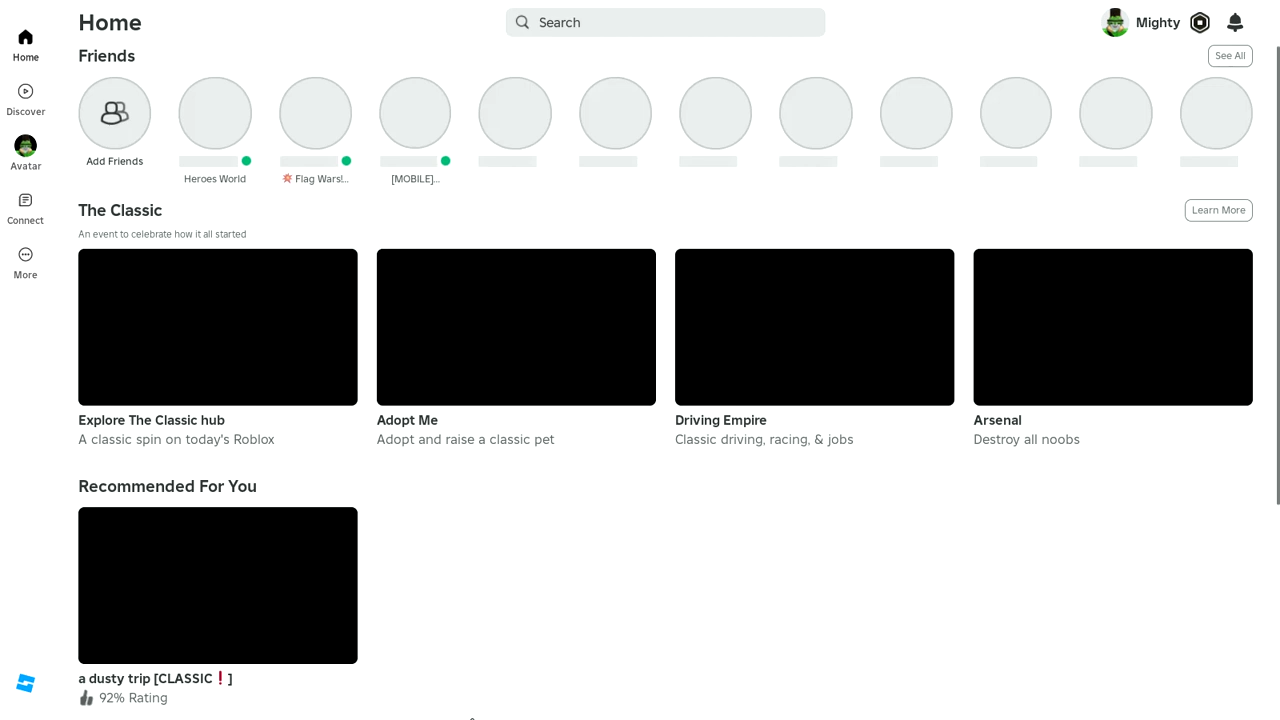 Home
Search
Mighty
Home
Discover
Avatar
Connect
More
Friends
See All
Add Friends
Heroes World
💥 Flag Wars!...
[MOBILE]...
The Classic
Learn More
An event to celebrate how it all started
Explore The Classic hub
A classic spin on today's Roblox
Adopt Me
Adopt and raise a classic pet
Driving Empire
Classic driving, racing, & jobs
Arsenal
Destroy all noobs
Recommended For You
a dusty trip [CLASSIC❗]
92% Rating